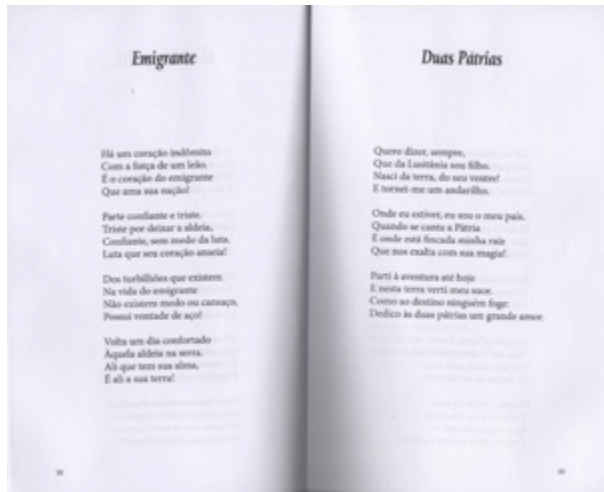 Emigrante
Há um coração indômito
Com a força de um leão.
É o coração do emigrante
Que ama sua nação!
Parte confiante e triste.
Triste por deixar a aldeia,
Confiante, sem medo da luta.
Luta que seu coração anseia!
Dos turbilhões que existem
Na vida do emigrante
Não existem medo ou cansaço,
Possui vontade de aço!
Volta um dia confortado
Àquela aldeia na serra.
Ali que tem sua alma,
É ali a sua terra!
Duas Pátrias
Quero dizer, sempre,
Que da Lusitânia sou filho.
Nasci da terra, do seu ventre!
E tornei-me um andarilho.
Onde eu estiver, eu sou o meu país.
Quando se canta a Pátria
É onde está fincada minha raiz
Que nos exalta com sua magia!
Parti à aventura até hoje
E nesta terra verti meu suor.
Como ao destino ninguém foge:
Dedico às duas pátrias um grande amor.